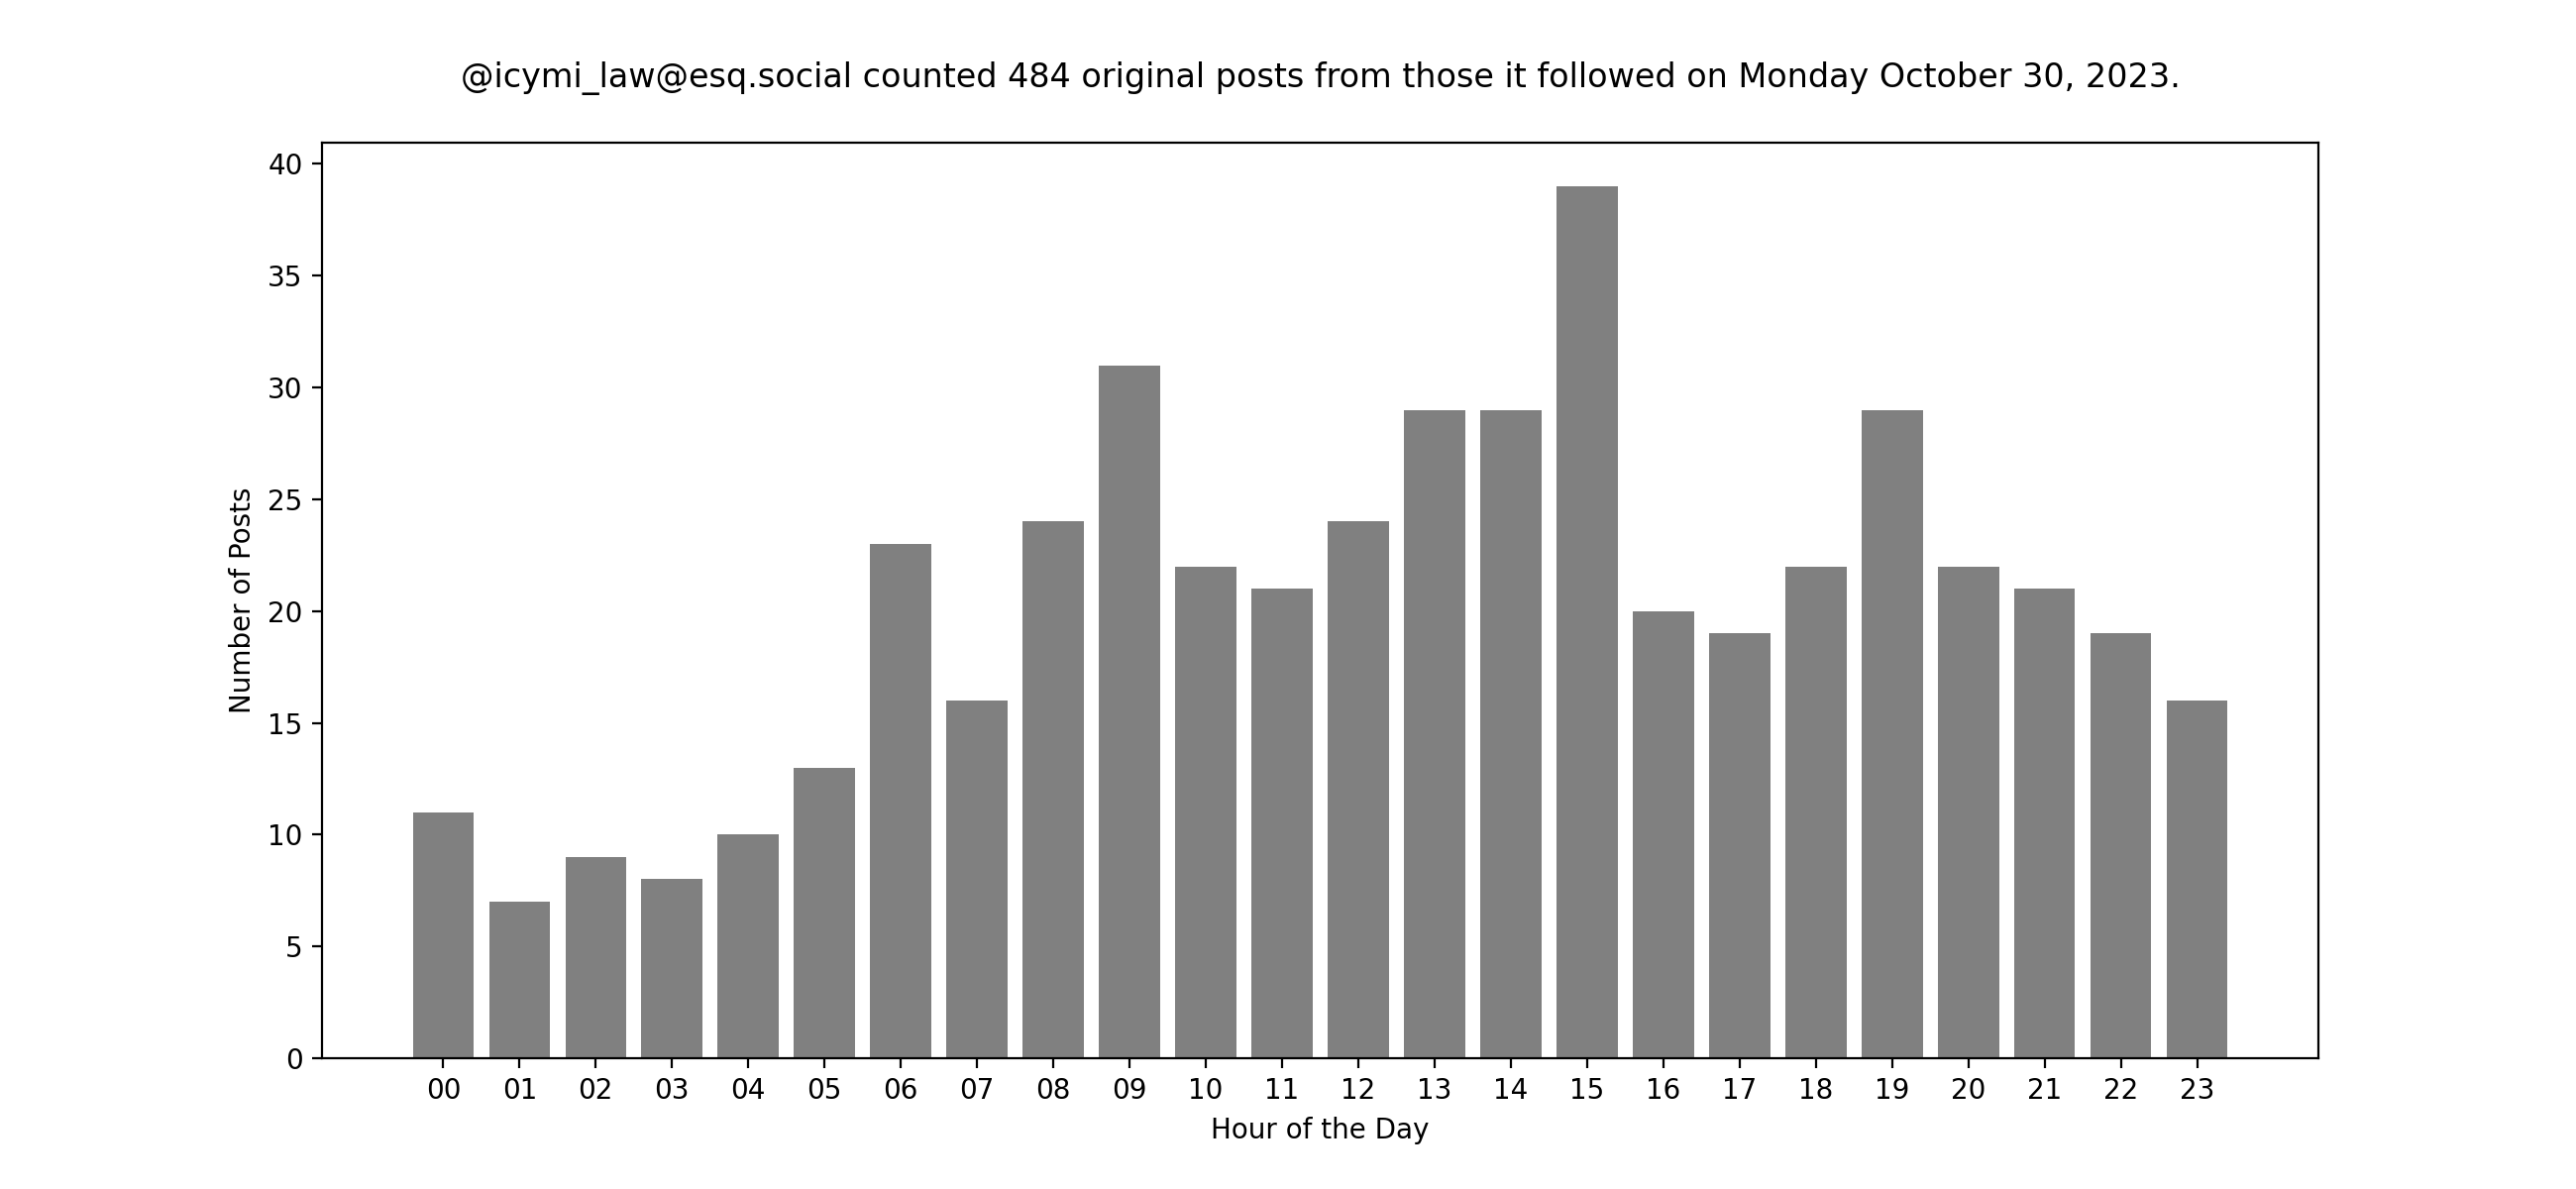 @icymi_law@esq.social counted 484 original posts from those it followed on Monday October 30, 2023.
40
35
30
25
20
15
10
5
0
Number of Posts
00 01 02 03 04 05 06 07 08 09 10 11 12 13 14 15 16 17 18 19 20 21 22 23
Hour of the Day